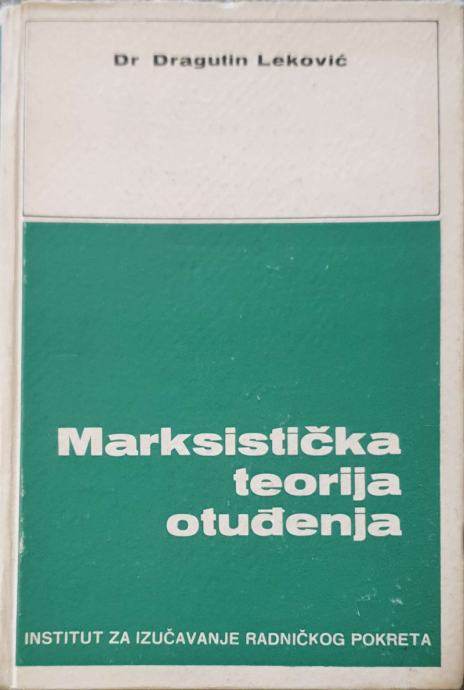 Dr Dragutin Leković
Marksistička
teorija
otuđenja
INSTITUT ZA IZUČAVANJE RADNIČKOG POKRETA